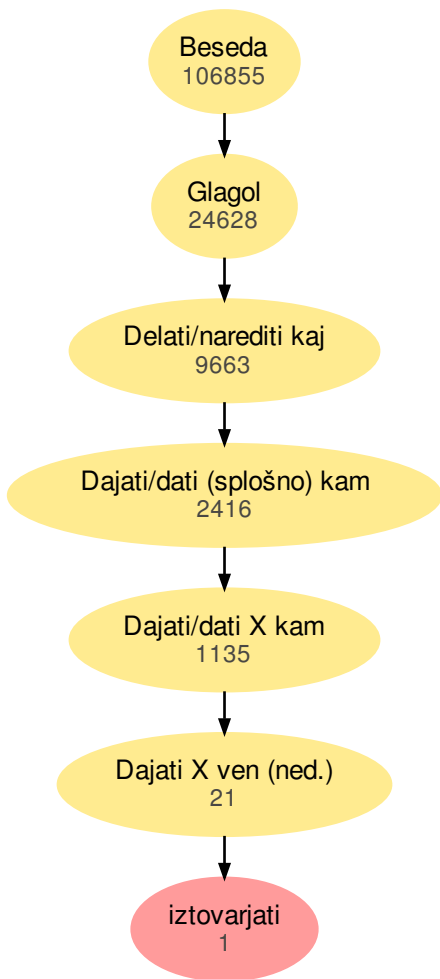 Beseda
106855
Glagol
24628
Delati/narediti kaj
9663
Dajati/dati (splošno) kam
2416
Dajati/dati X kam
1135
Dajati X ven (ned.)
21
iztovarjati
1